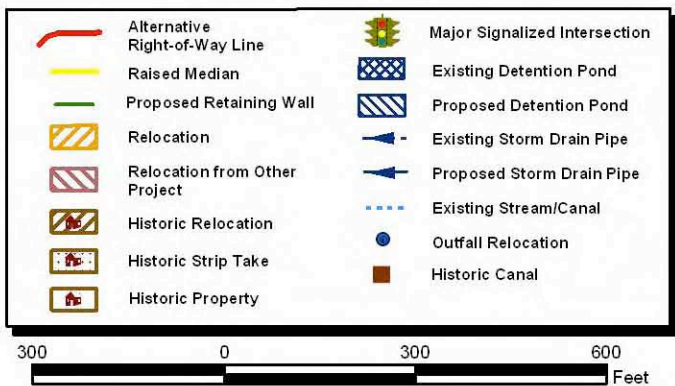 Alternative
Right-of-Way Line
Raised Median
Proposed Retaining Wall
Relocation
Relocation from Other
Project
Historic Relocation
Historic Strip Take
Historic Property
Major Signalized Intersection
Existing Detention Pond
Proposed Detention Pond
Existing Storm Drain Pipe
Proposed Storm Drain Pipe
Existing Stream/Canal
Outfall Relocation
Historic Canal
300 0 300 600
Feet